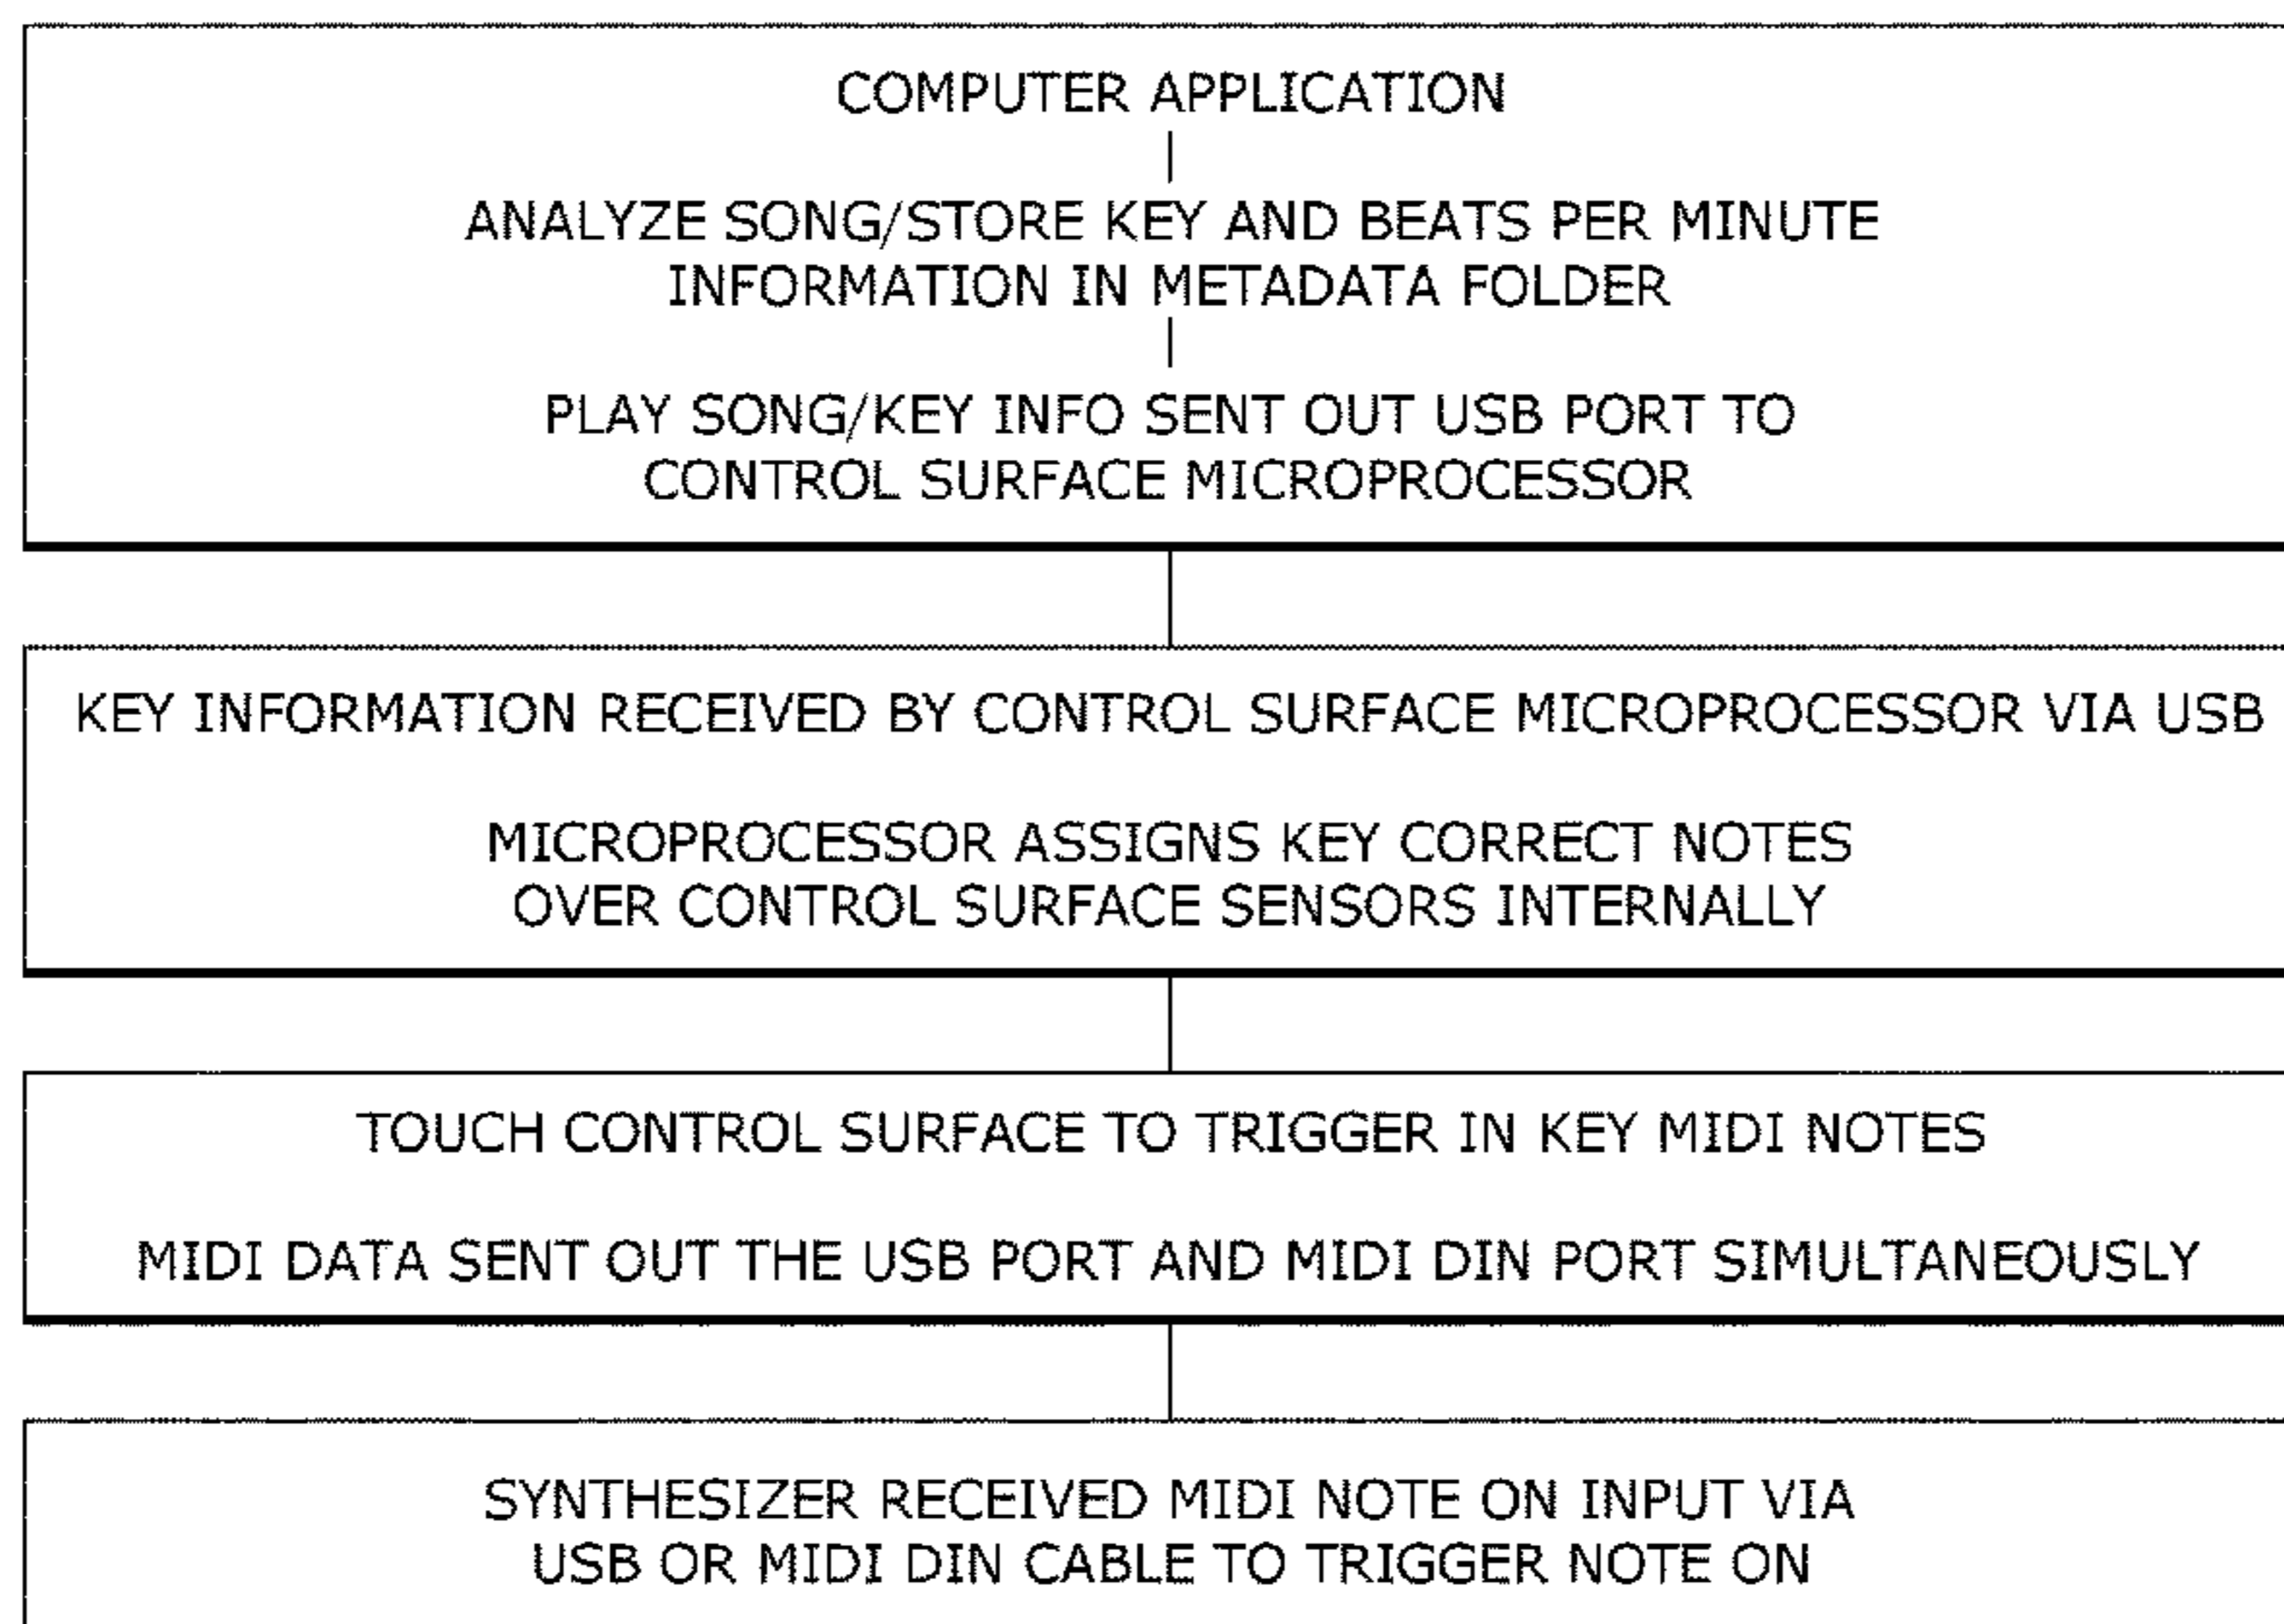 COMPUTER APPLICATION
ANALYZE SONG/STORE KEY AND BEATS PER MINUTE
INFORMATION IN METADATA FOLDER
PLAY SONG/KEY INFO SENT OUT USB PORT TO
CONTROL SURFACE MICROPROCESSOR
KEY INFORMATION RECEIVED BY CONTROL SURFACE MICROPROCESSOR VIA USB
MICROPROCESSOR ASSIGNS KEY CORRECT NOTES
OVER CONTROL SURFACE SENSORS INTERNALLY
TOUCH CONTROL SURFACE TO TRIGGER IN KEY MIDI NOTES
MIDI DATA SENT OUT THE USB PORT AND MIDI DIN PORT SIMULTANEOUSLY
SYNTHESIZER RECEIVED MIDI NOTE ON INPUT VIA
USB OR MIDI DIN CABLE TO TRIGGER NOTE ON